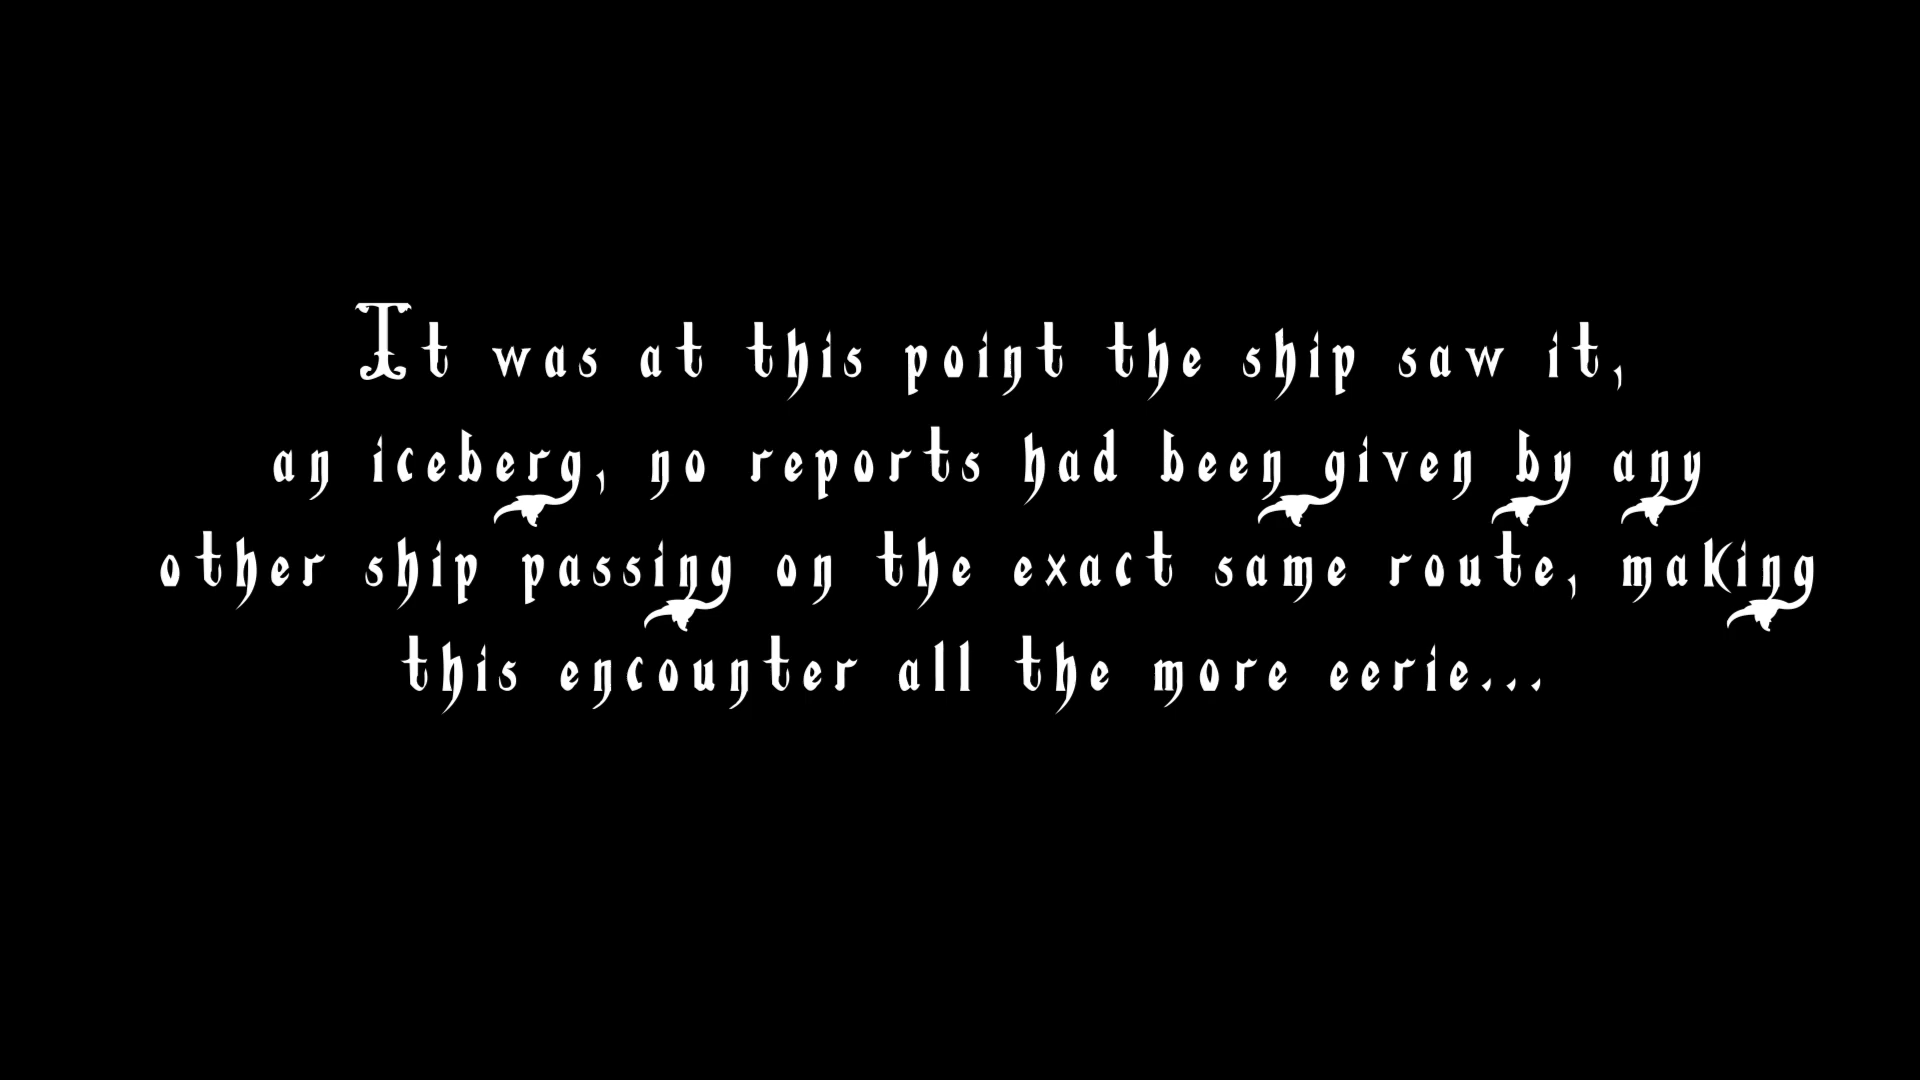 It was at this point the ship saw it,
an iceberg, no reports had been given by any
other ship passing on the exact same route, making
this encounter all the more eerie...